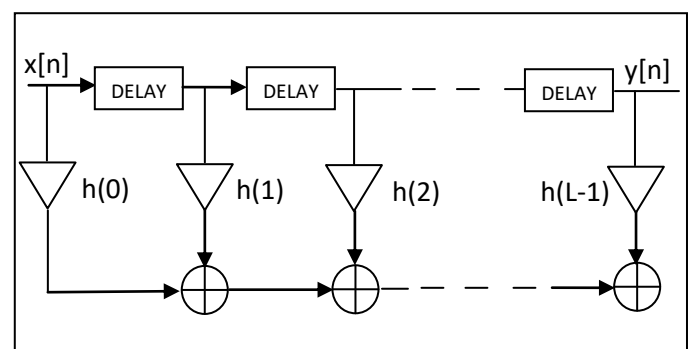 x[n]
DELAY
DELAY
DELAY
y[n]
h(0)
h(1)
h(2)
h(L-1)